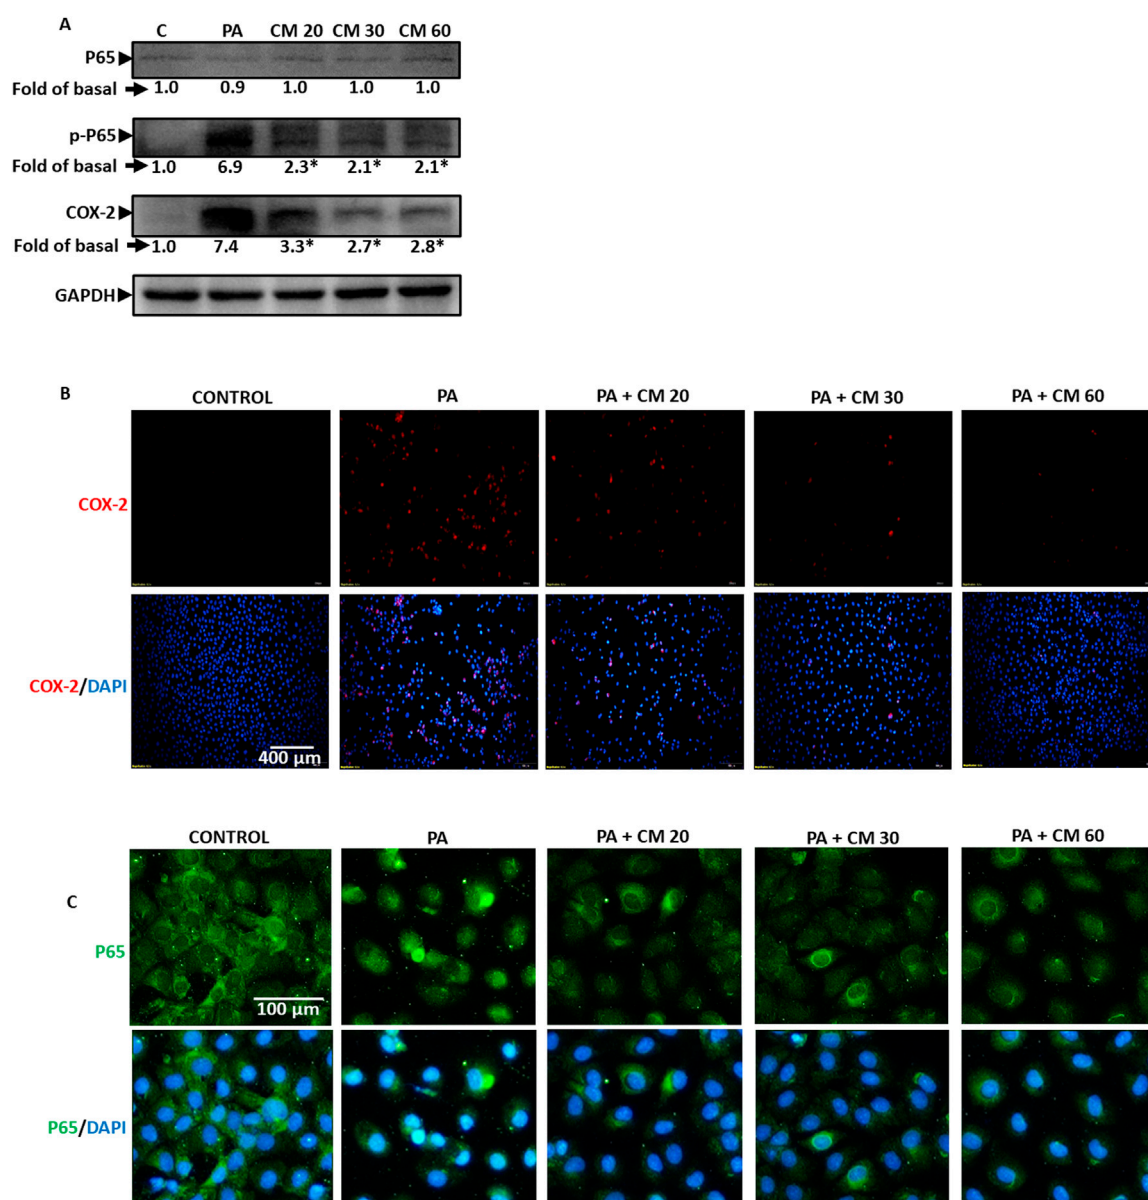 A
C PA CM 20 CM 30 CM 60
P65
Fold of basal 1.0 0.9 1.0 1.0 1.0
p-P65
Fold of basal 1.0 6.9 2.3* 2.1* 2.1*
COX-2
Fold of basal 1.0 7.4 3.3* 2.7* 2.8*
GAPDH
B
CONTROL PA PA + CM 20 PA + CM 30 PA + CM 60
COX-2
COX-2/DAPI
400 µm
CONTROL PA PA + CM 20 PA + CM 30 PA + CM 60
C
P65
100 µm
P65/DAPI